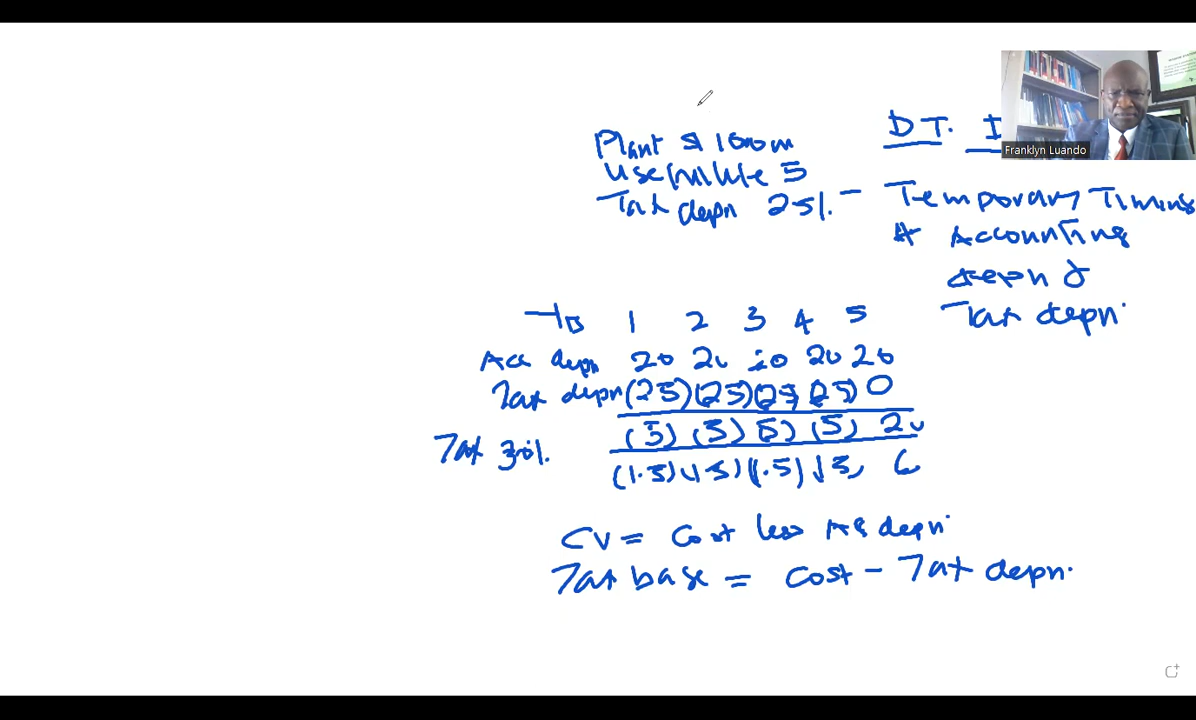 Plant $ 100m
DT. I
Franklyn Luando
Useful life 5
Tax depn 25% - Temporary Timing
Accounting
depn &
Tax depn.
Yrs 1 2 3 4 5
Acc depn 20 20 20 20 20
Tax depn (25) (25) (25) (25) 0
(5) (5) (5) (5) 20
Tax 30%
(1.5) (1.5) (1.5) 1.5 6
CV = Cost less Acc depn
Tax base = Cost - Tax depn.